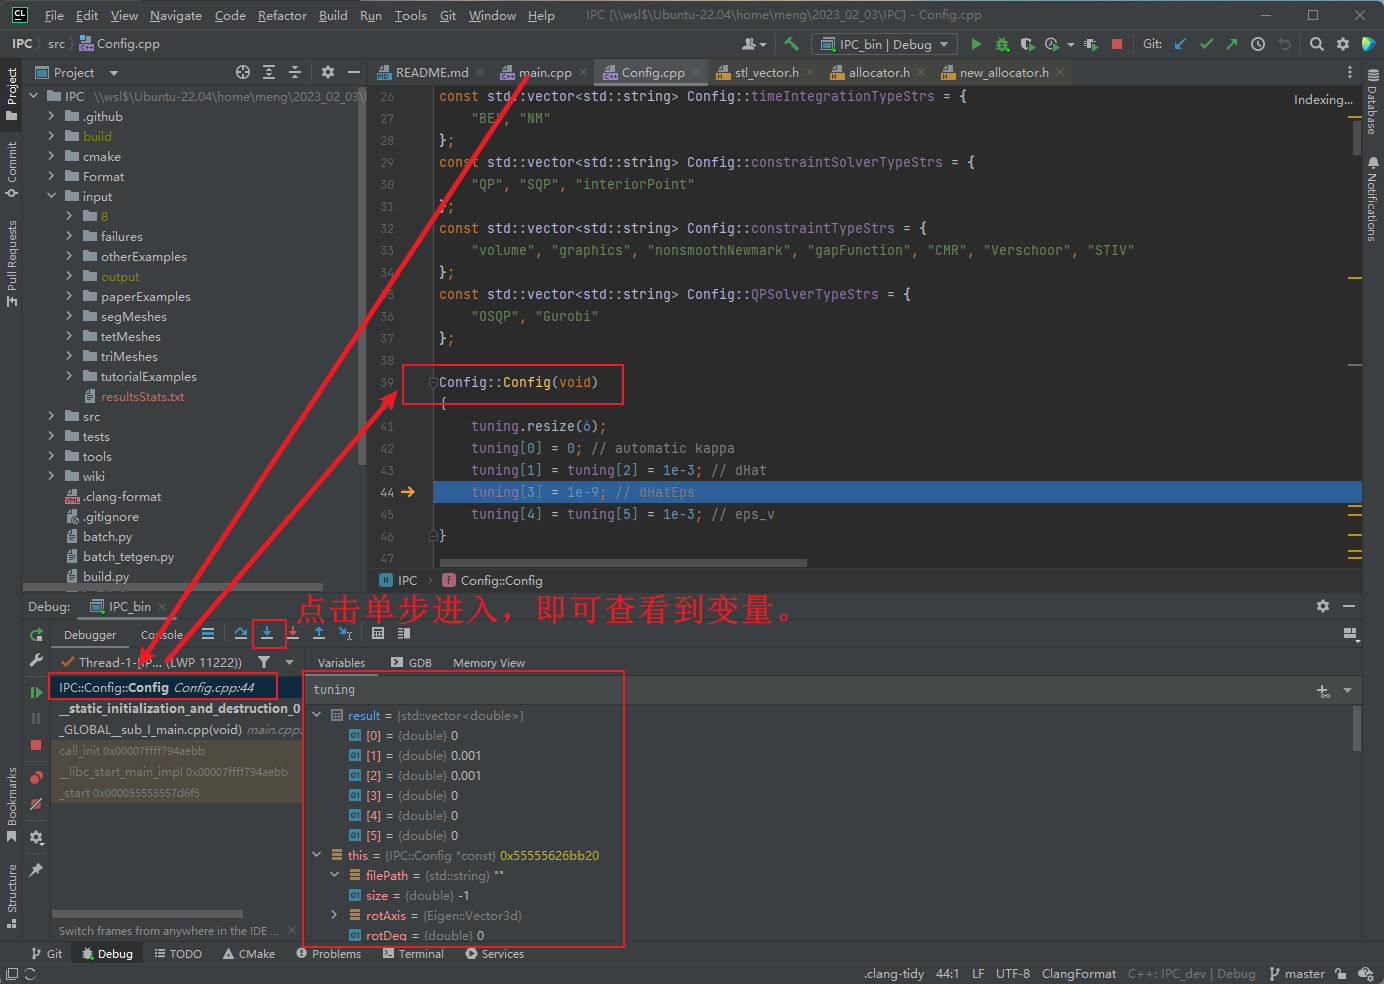 File Edit View Navigate Code Refactor Build Run Tools Git Window Help IPC [\\wsl$\Ubuntu-22.04\home\meng\2023_02_03\IPC] - Config.cpp
IPC src Config.cpp IPC_bin | Debug Git:
Project README.md main.cpp Config.cpp stl_vector.h allocator.h new_allocator.h
Indexing...
Project
Commit
Pull Requests
Bookmarks
Structure
Database
Notifications
IPC \\wsl$\Ubuntu-22.04\home\meng\2023_02_03\
.github
build
cmake
Format
input
8
failures
otherExamples
output
paperExamples
segMeshes
tetMeshes
triMeshes
tutorialExamples
resultsStats.txt
src
tests
tools
wiki
.clang-format
.gitignore
batch.py
batch_tetgen.py
build.py
26 const std::vector<std::string> Config::timeIntegrationTypeStrs = {
27 "BE", "NM"
28 };
29 const std::vector<std::string> Config::constraintSolverTypeStrs = {
30 "QP", "SQP", "interiorPoint"
31 };
32 const std::vector<std::string> Config::constraintTypeStrs = {
33 "volume", "graphics", "nonsmoothNewmark", "gapFunction", "CMR", "Verschoor", "STIV"
34 };
35 const std::vector<std::string> Config::QPSolverTypeStrs = {
36 "OSQP", "Gurobi"
37 };
38
39 Config::Config(void)
{
41 tuning.resize(6);
42 tuning[0] = 0; // automatic kappa
43 tuning[1] = tuning[2] = 1e-3; // dHat
44 tuning[3] = 1e-9; // dHatEps
45 tuning[4] = tuning[5] = 1e-3; // eps_v
46 }
47
IPC Config::Config
Debug: IPC_bin
点击单步进入，即可查看到变量。
Debugger Console
Thread-1-[IP... (LWP 11222))
IPC::Config::Config Config.cpp:44
__static_initialization_and_destruction_0
_GLOBAL__sub_I_main.cpp(void) main.cpp:
call_init 0x00007ffff794aebb
__libc_start_main_impl 0x00007ffff794aebb
_start 0x000055555557d6f5
Switch frames from anywhere in the IDE ...
Variables GDB Memory View
tuning
result = {std::vector<double>}
[0] = {double} 0
[1] = {double} 0.001
[2] = {double} 0.001
[3] = {double} 0
[4] = {double} 0
[5] = {double} 0
this = {IPC::Config *const} 0x55555626bb20
filePath = {std::string} ""
size = {double} -1
rotAxis = {Eigen::Vector3d}
rotDeg = {double} 0
Git Debug TODO CMake Problems Terminal Services
.clang-tidy 44:1 LF UTF-8 ClangFormat C++: IPC_dev | Debug master